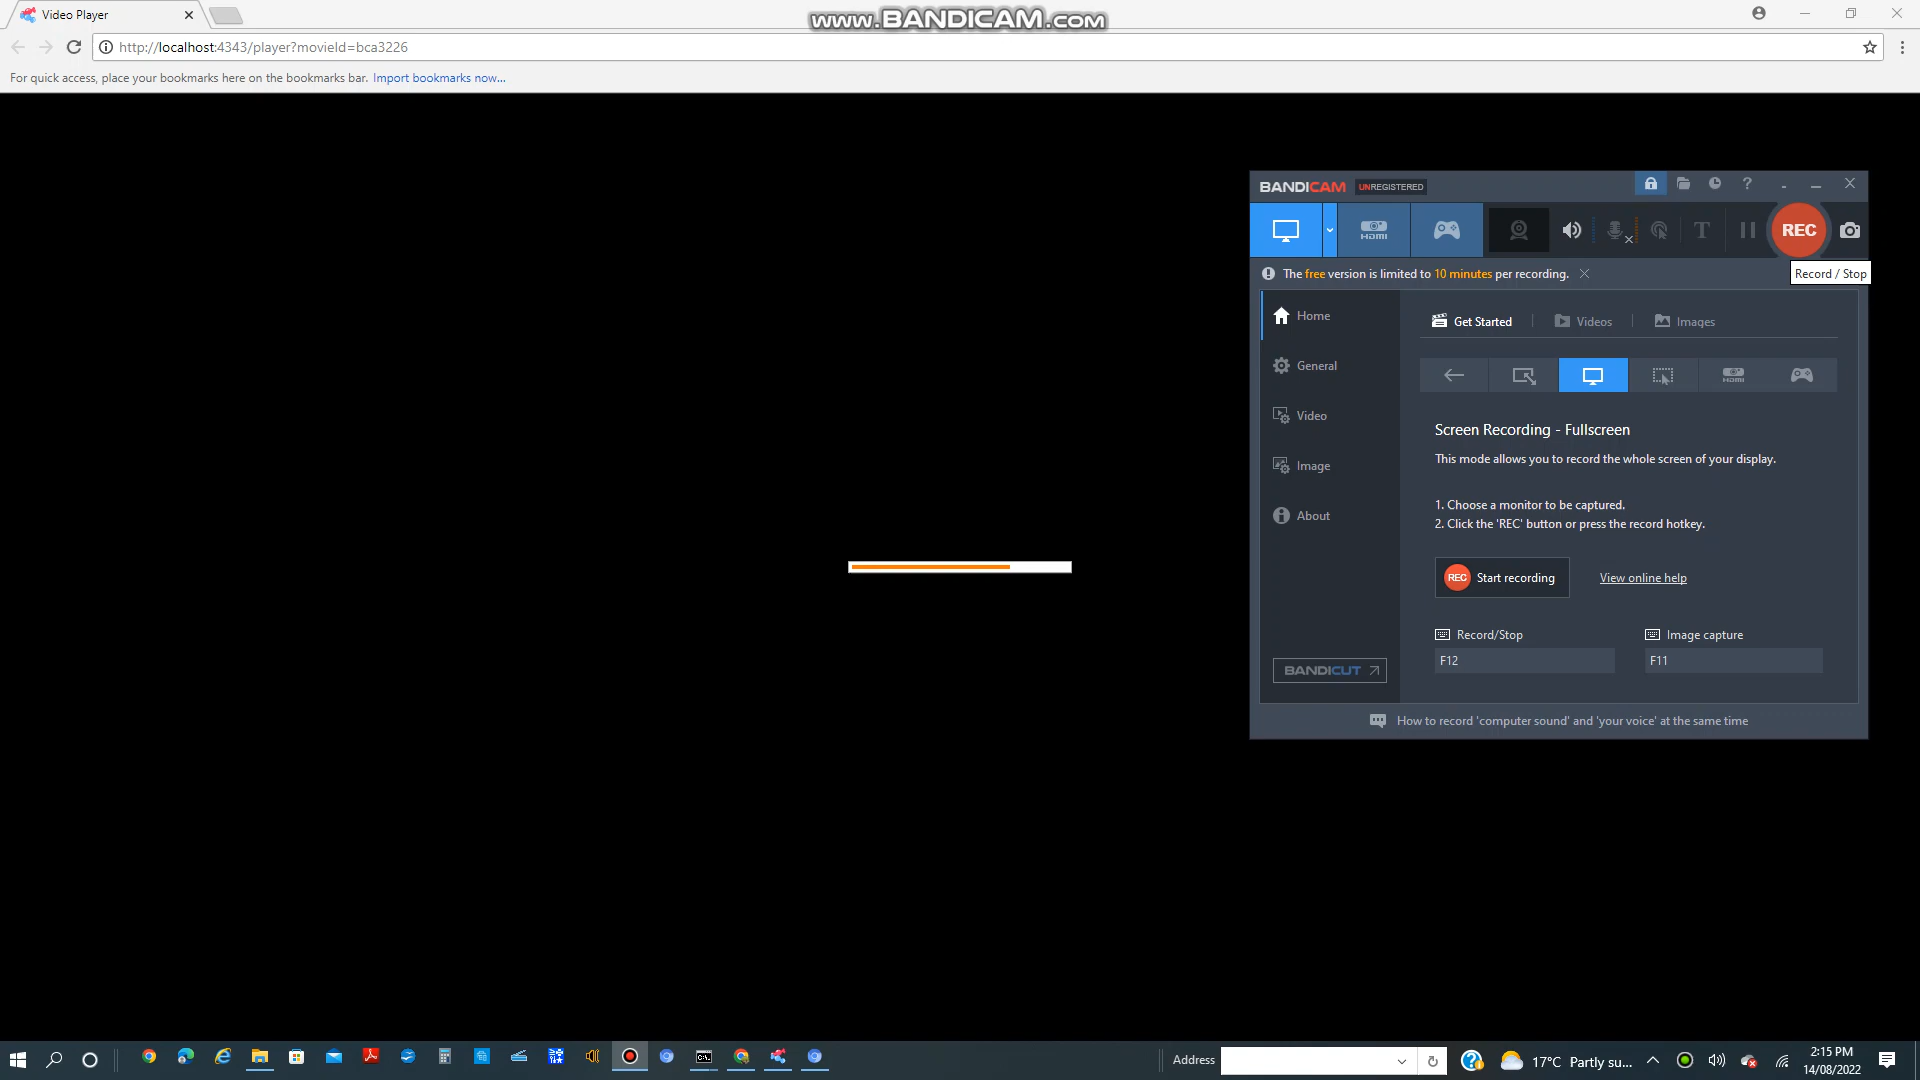 Video Player
www.BANDICAM.com
http://localhost:4343/player?movieId=bca3226
For quick access, place your bookmarks here on the bookmarks bar. Import bookmarks now...
BANDICAM UNREGISTERED
HDMI
T
REC
The free version is limited to 10 minutes per recording.
Record / Stop
Home
General
Video
Image
About
BANDICUT
Get Started
Videos
Images
HDMI
Screen Recording - Fullscreen
This mode allows you to record the whole screen of your display.
1. Choose a monitor to be captured.
2. Click the 'REC' button or press the record hotkey.
REC Start recording
View online help
Record/Stop
Image capture
F12
F11
How to record 'computer sound' and 'your voice' at the same time
Address
17°C Partly su...
2:15 PM
14/08/2022